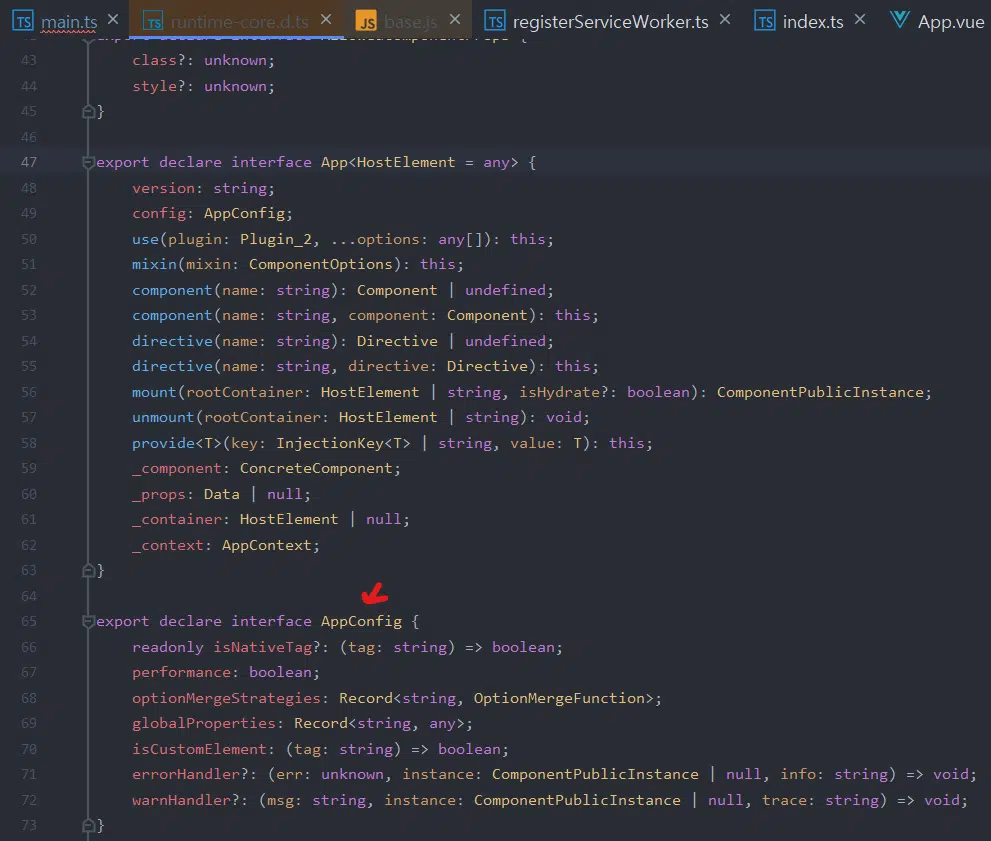 main.ts runtime-core.d.ts JS base.js TS registerServiceWorker.ts TS index.ts App.vue
43 class?: unknown;
44 style?: unknown;
45 }
46
47 export declare interface App<HostElement = any> {
48 version: string;
49 config: AppConfig;
50 use(plugin: Plugin_2, ...options: any[]): this;
51 mixin(mixin: ComponentOptions): this;
52 component(name: string): Component | undefined;
53 component(name: string, component: Component): this;
54 directive(name: string): Directive | undefined;
55 directive(name: string, directive: Directive): this;
56 mount(rootContainer: HostElement | string, isHydrate?: boolean): ComponentPublicInstance;
57 unmount(rootContainer: HostElement | string): void;
58 provide<T>(key: InjectionKey<T> | string, value: T): this;
59 _component: ConcreteComponent;
60 _props: Data | null;
61 _container: HostElement | null;
62 _context: AppContext;
63 }
64
65 export declare interface AppConfig {
66 readonly isNativeTag?: (tag: string) => boolean;
67 performance: boolean;
68 optionMergeStrategies: Record<string, OptionMergeFunction>;
69 globalProperties: Record<string, any>;
70 isCustomElement: (tag: string) => boolean;
71 errorHandler?: (err: unknown, instance: ComponentPublicInstance | null, info: string) => void;
72 warnHandler?: (msg: string, instance: ComponentPublicInstance | null, trace: string) => void;
73 }